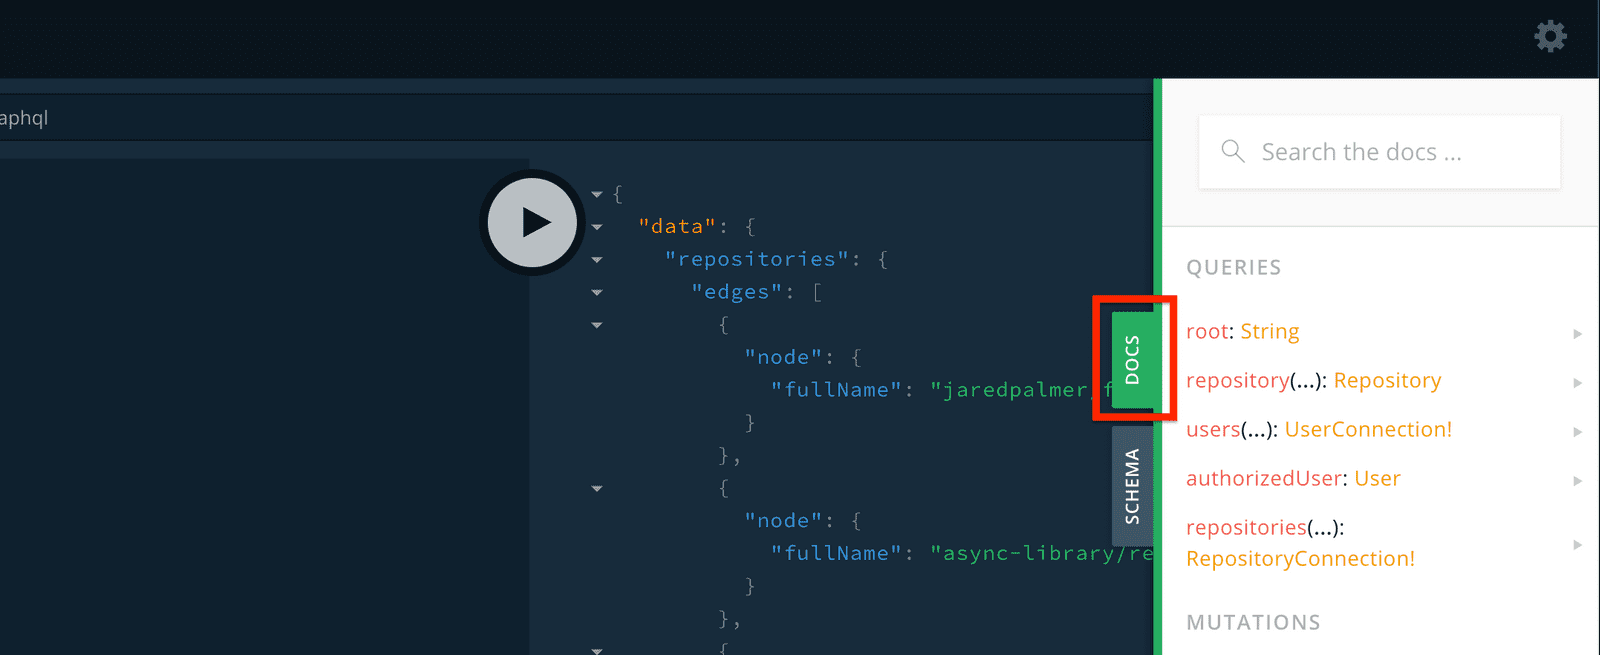 aphql
{
"data": {
"repositories": {
"edges": [
{
"node": {
"fullName": "jaredpalmer/f
}
},
{
"node": {
"fullName": "async-library/re
}
},
{
DOCS
SCHEMA
Search the docs ...
QUERIES
root: String
repository(...): Repository
users(...): UserConnection!
authorizedUser: User
repositories(...):
RepositoryConnection!
MUTATIONS